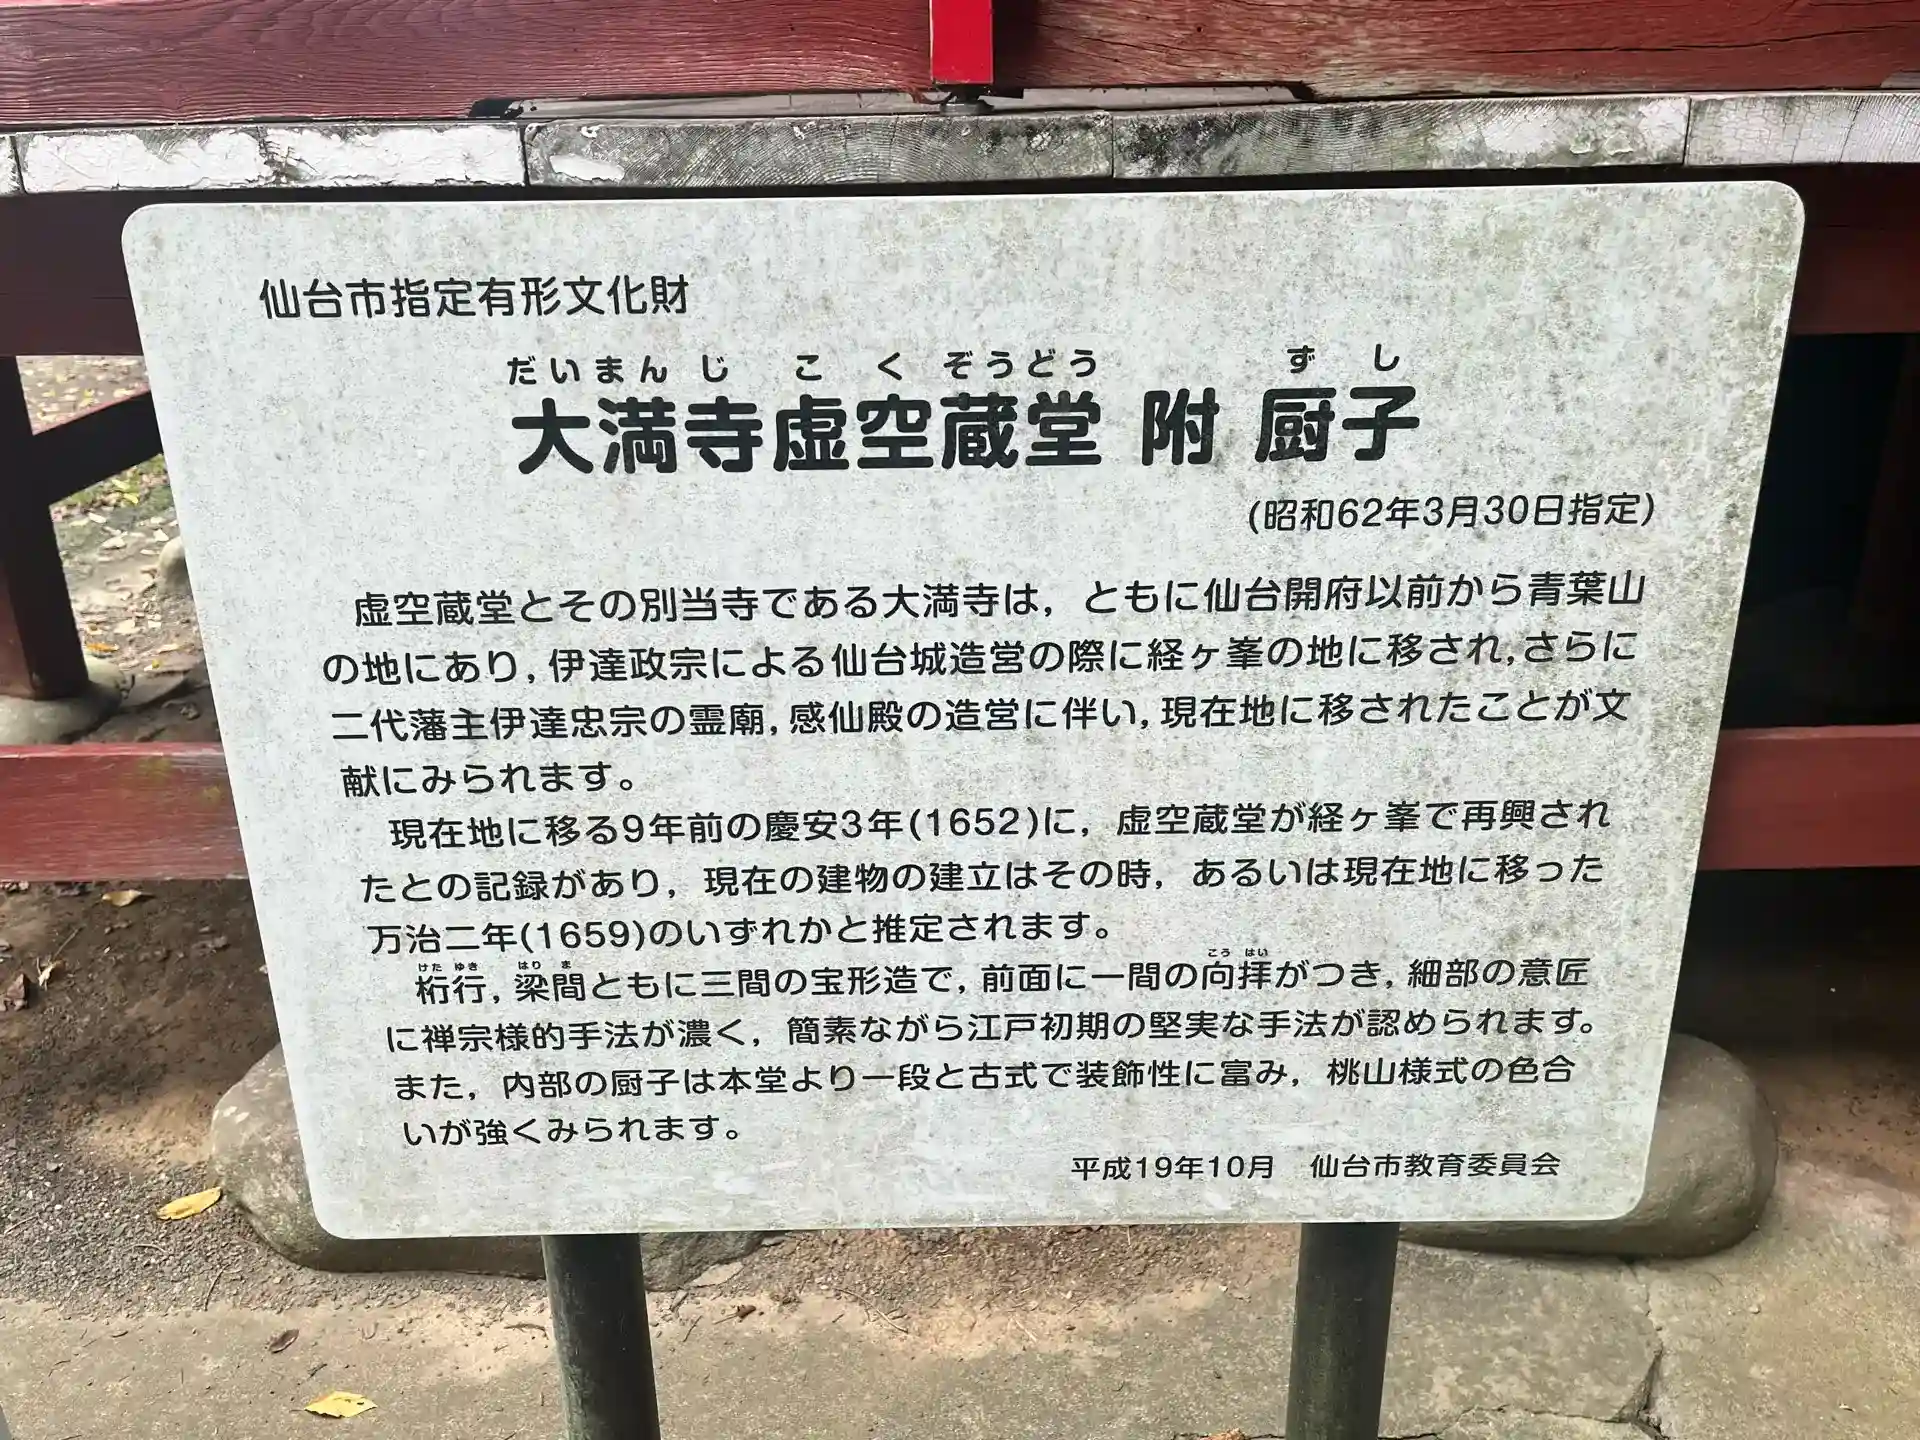 仙台市指定有形文化財
だいまんじ こくぞうどう ずし
大満寺虚空蔵堂 附 厨子
(昭和62年3月30日指定)
虚空蔵堂とその別当寺である大満寺は，ともに仙台開府以前から青葉山
の地にあり，伊達政宗による仙台城造営の際に経ヶ峯の地に移され，さらに
二代藩主伊達忠宗の霊廟，感仙殿の造営に伴い，現在地に移されたことが文
献にみられます。
現在地に移る9年前の慶安3年(1652)に，虚空蔵堂が経ヶ峯で再興され
たとの記録があり，現在の建物の建立はその時，あるいは現在地に移った
万治二年(1659)のいずれかと推定されます。
けた ゆき はり ま こう はい
桁行，梁間ともに三間の宝形造で，前面に一間の向拝がつき，細部の意匠
に禅宗様的手法が濃く，簡素ながら江戸初期の堅実な手法が認められます。
また，内部の厨子は本堂より一段と古式で装飾性に富み，桃山様式の色合
いが強くみられます。
平成19年10月 仙台市教育委員会